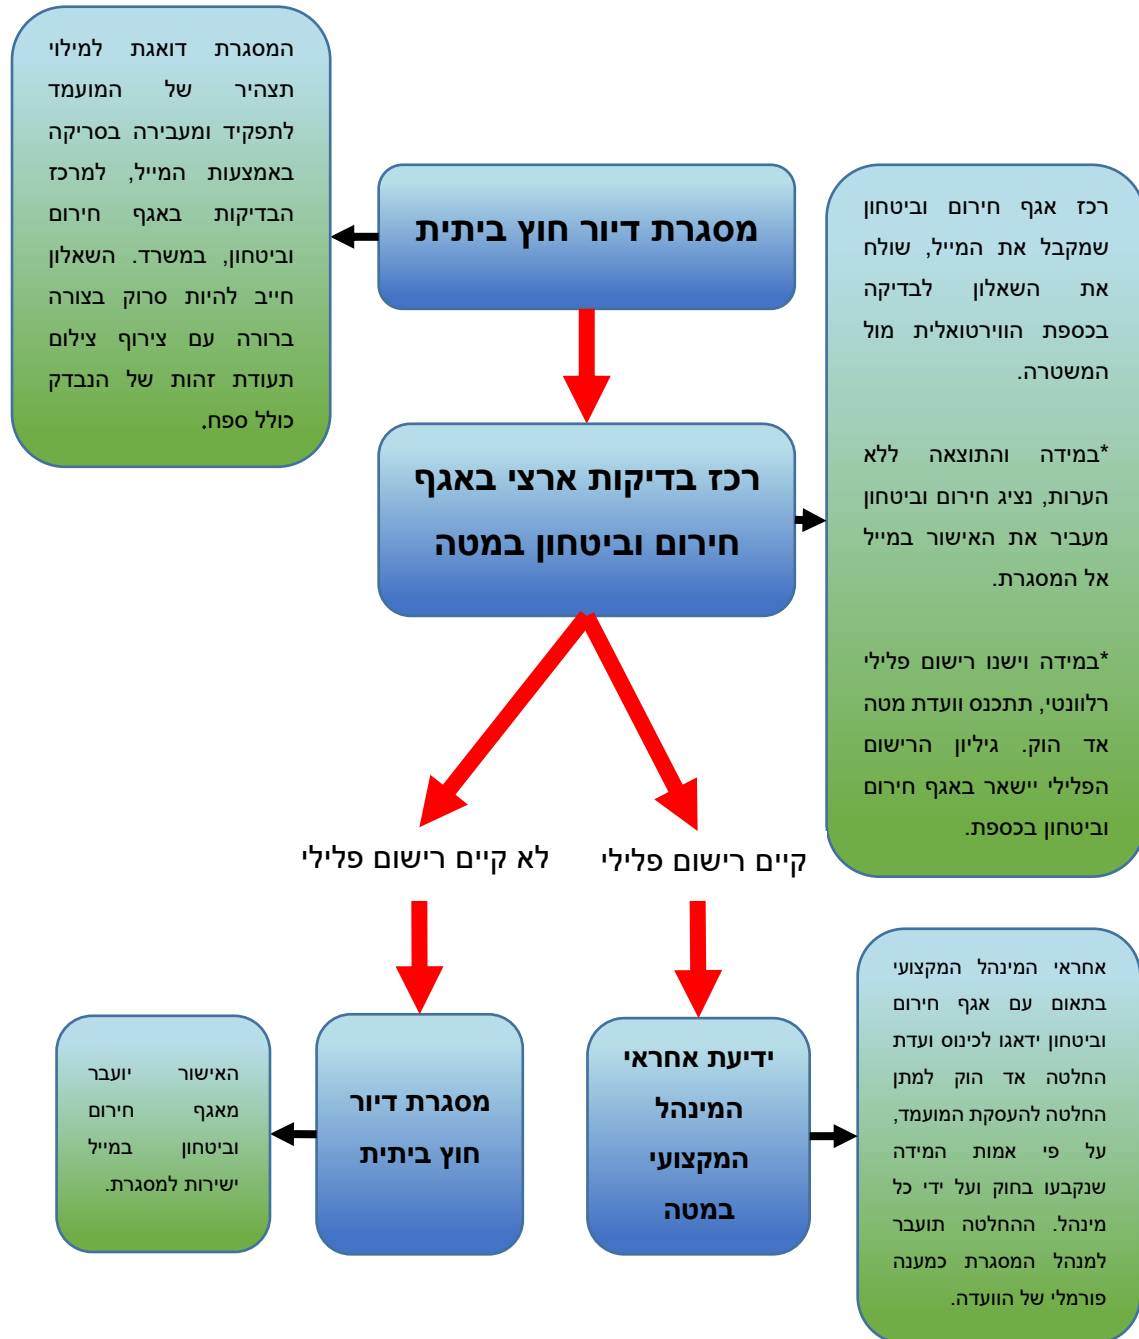 המסגרת דואגת למילוי
תצהיר של המועמד
לתפקיד ומעבירה בסריקה
באמצעות המייל, למרכז
הבדיקות באגף חירום
וביטחון, במשרד. השאלון
חייב להיות סרוק בצורה
ברורה עם צירוף צילום
תעודת זהות של הנבדק
כולל ספח.
מסגרת דיור חוץ ביתית
רכז אגף חירום וביטחון
שמקבל את המייל, שולח
את השאלון לבדיקה
בכספת הווירטואלית מול
המשטרה.
*במידה והתוצאה ללא
הערות, נציג חירום וביטחון
מעביר את האישור במייל
אל המסגרת.
*במידה וישנו רישום פלילי
רלוונטי, תתכנס וועדת מטה
אד הוק. גיליון הרישום
הפלילי יישאר באגף חירום
וביטחון בכספת.
רכז בדיקות ארצי באגף
חירום וביטחון במטה
קיים רישום פלילי
לא קיים רישום פלילי
אחראי המינהל המקצועי
בתאום עם אגף חירום
וביטחון ידאגו לכינוס ועדת
החלטה אד הוק למתן
החלטה להעסקת המועמד,
על פי אמות המידה
שנקבעו בחוק ועל ידי כל
מינהל. ההחלטה תועבר
למנהל המסגרת כמענה
פורמלי של הוועדה.
ידיעת אחראי
המינהל
המקצועי
במטה
מסגרת דיור
חוץ ביתית
האישור יועבר
מאגף חירום
וביטחון במייל
ישירות למסגרת.